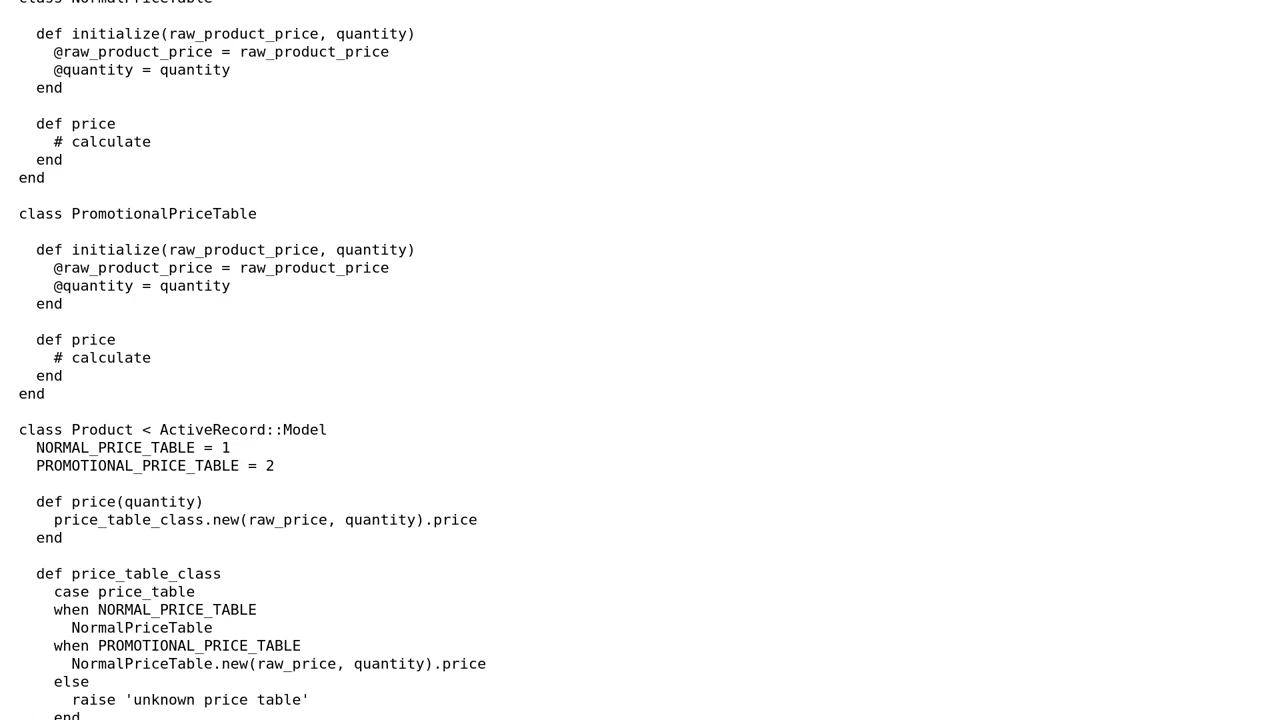 class NormalPriceTable
def initialize(raw_product_price, quantity)
@raw_product_price = raw_product_price
@quantity = quantity
end
def price
# calculate
end
end
class PromotionalPriceTable
def initialize(raw_product_price, quantity)
@raw_product_price = raw_product_price
@quantity = quantity
end
def price
# calculate
end
end
class Product < ActiveRecord::Model
NORMAL_PRICE_TABLE = 1
PROMOTIONAL_PRICE_TABLE = 2
def price(quantity)
price_table_class.new(raw_price, quantity).price
end
def price_table_class
case price_table
when NORMAL_PRICE_TABLE
NormalPriceTable
when PROMOTIONAL_PRICE_TABLE
NormalPriceTable.new(raw_price, quantity).price
else
raise 'unknown price table'
end